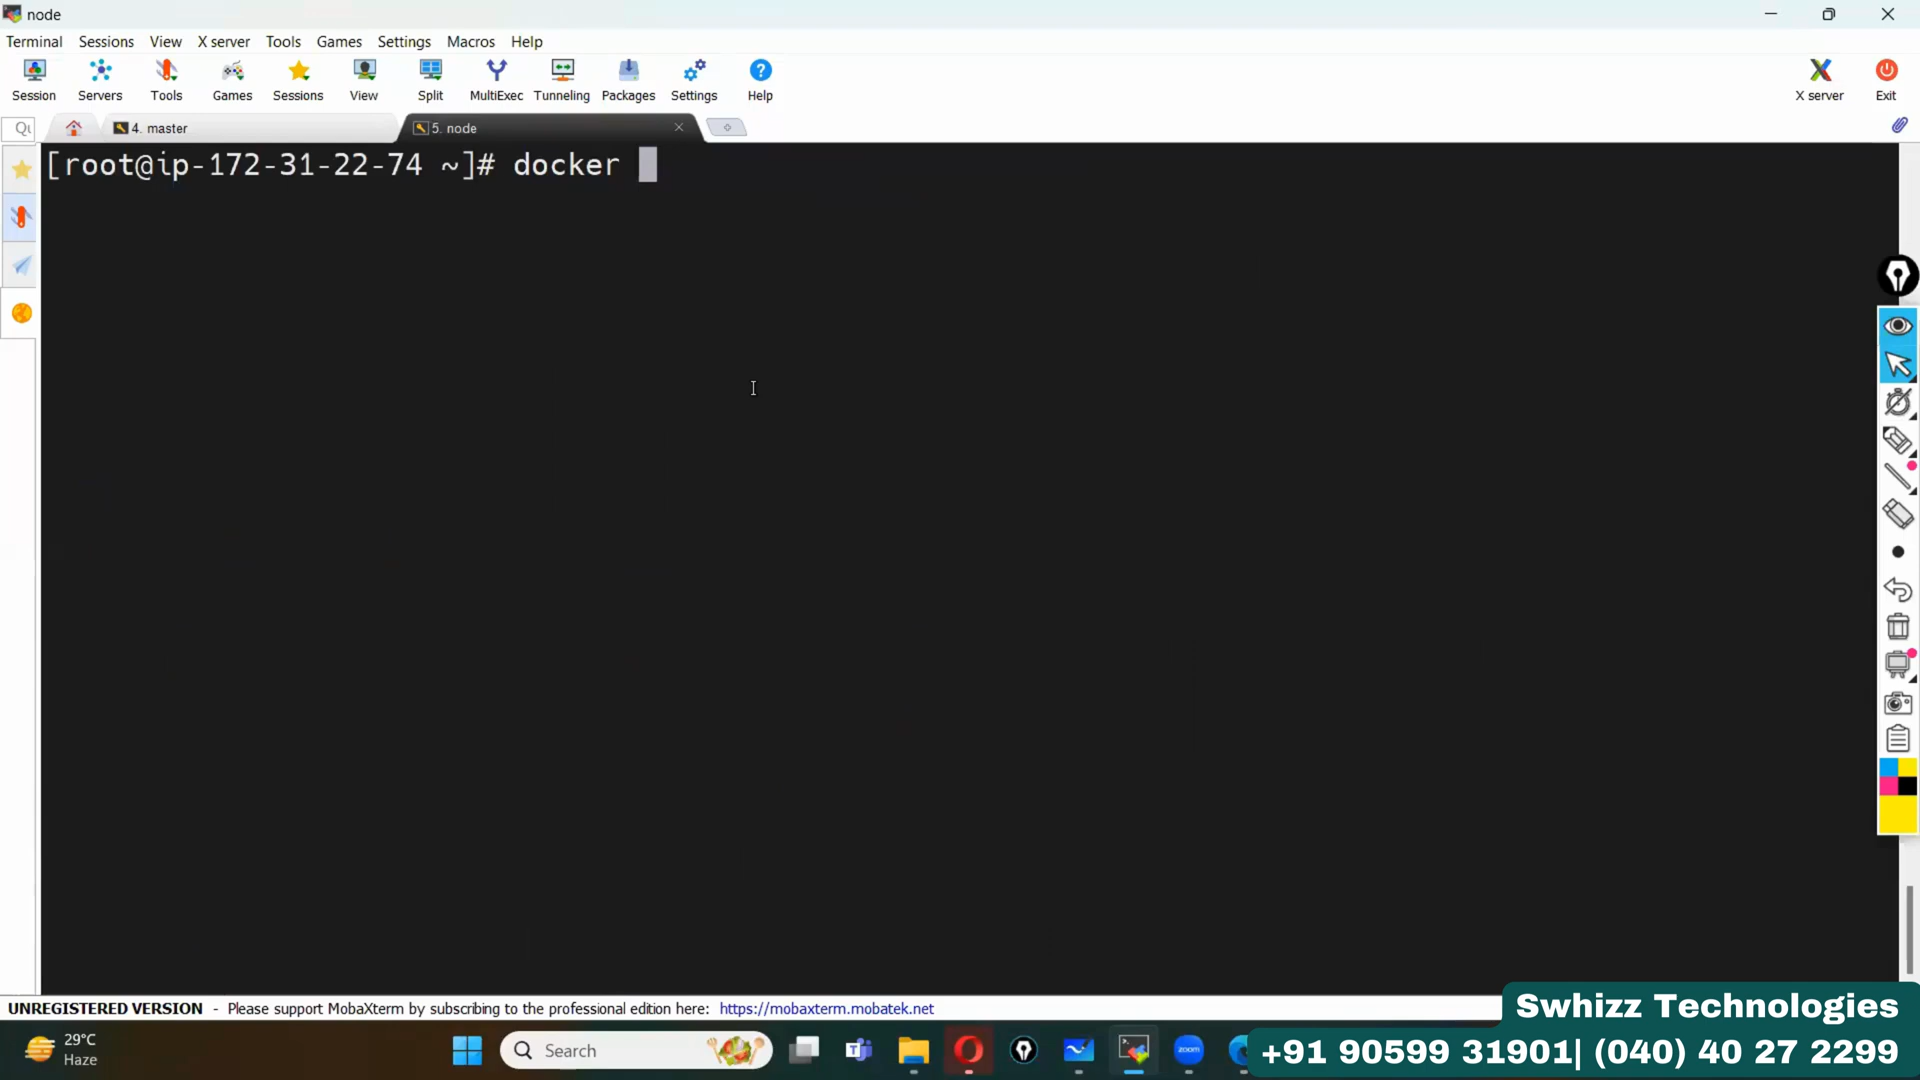 node
Terminal Sessions View X server Tools Games Settings Macros Help
Session Servers Tools Games Sessions View Split MultiExec Tunneling Packages Settings Help X server Exit
4. master 5. node
[root@ip-172-31-22-74 ~]# docker
UNREGISTERED VERSION - Please support MobaXterm by subscribing to the professional edition here: https://mobaxterm.mobatek.net
Swhizz Technologies
29°C
Haze
Search
zoom
+91 90599 31901| (040) 40 27 2299